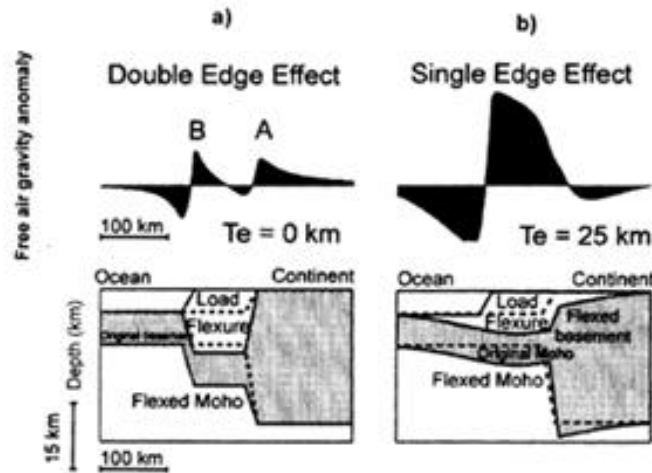 a)
b)
Double Edge Effect
Single Edge Effect
Free air gravity anomaly
B
A
100 km
Te = 0 km
Te = 25 km
Ocean
Continent
Ocean
Continent
Load
Flexure
Original basement
Flexed Moho
Load
Flexure
Flexed
basement
Original Moho
Flexed Moho
Depth (km)
15 km
100 km